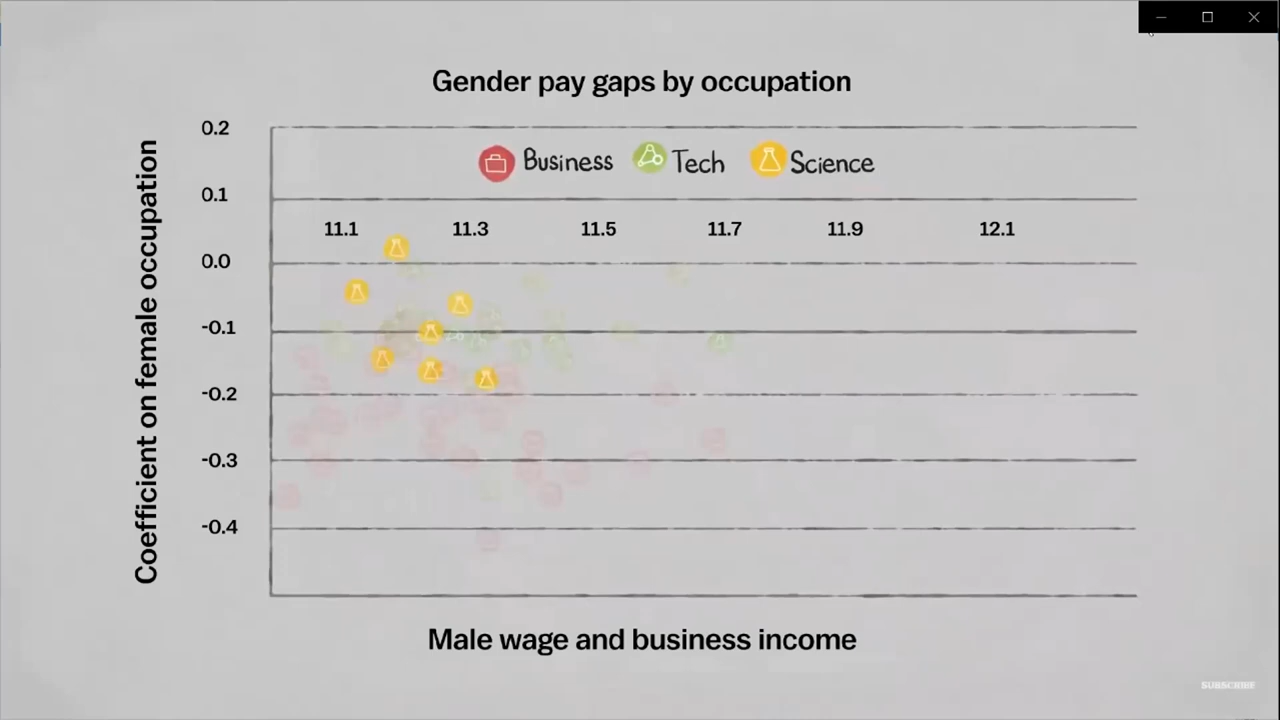 Gender pay gaps by occupation
Business Tech Science
0.2
0.1
11.1 11.3 11.5 11.7 11.9 12.1
0.0
-0.1
-0.2
-0.3
-0.4
Coefficient on female occupation
Male wage and business income
SUBSCRIBE